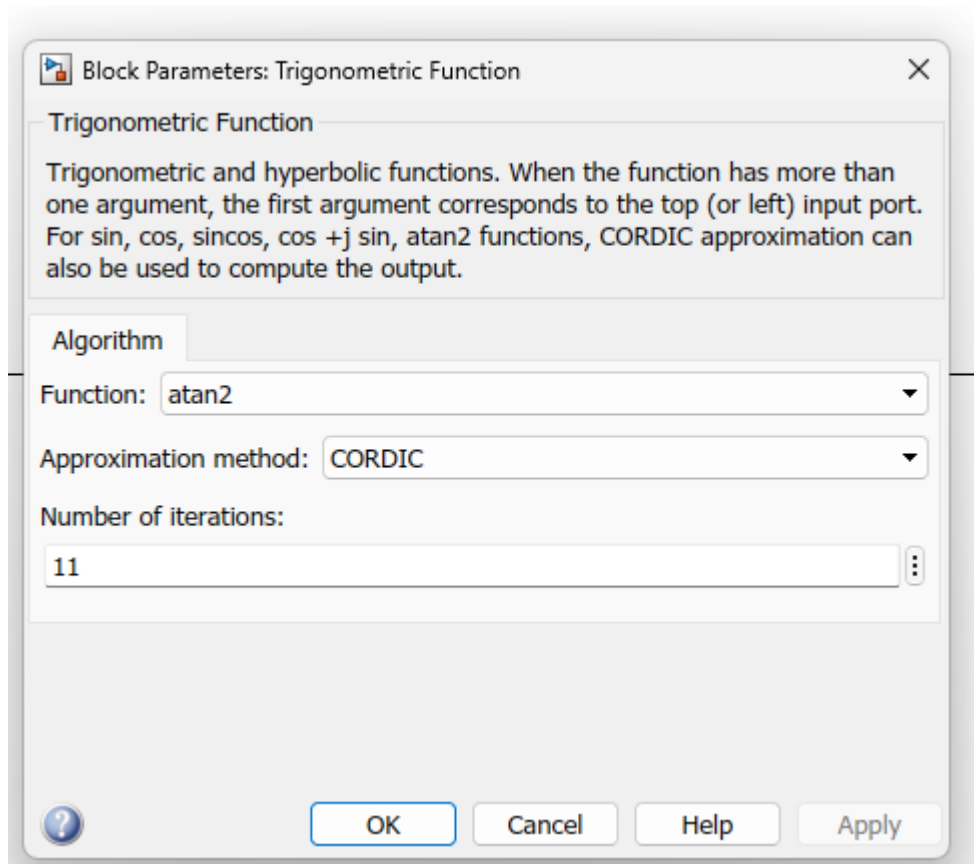 Block Parameters: Trigonometric Function
Trigonometric Function
Trigonometric and hyperbolic functions. When the function has more than
one argument, the first argument corresponds to the top (or left) input port.
For sin, cos, sincos, cos +j sin, atan2 functions, CORDIC approximation can
also be used to compute the output.
Algorithm
Function: atan2
Approximation method: CORDIC
Number of iterations:
11
OK Cancel Help Apply